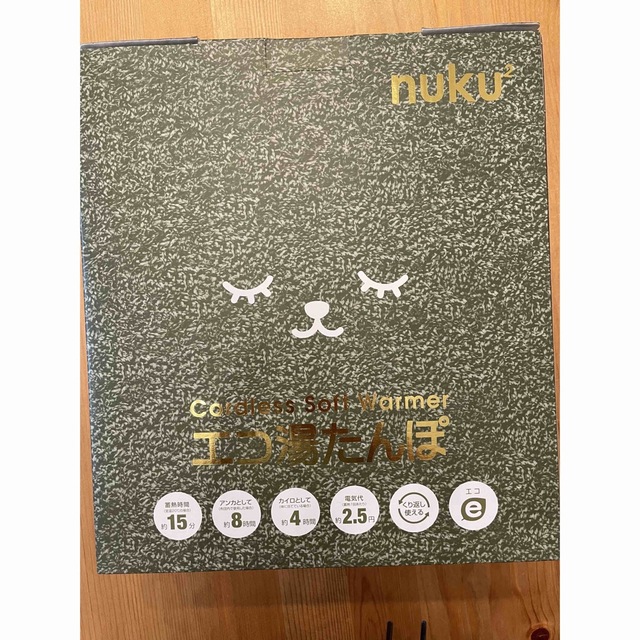 nuku²
Cordless Soft Warmer
エコ湯たんぽ
蓄熱時間
約15分
アンカとして
約8時間
カイロとして
約4時間
電気代
約2.5円
くり返し
使える
エコ
e